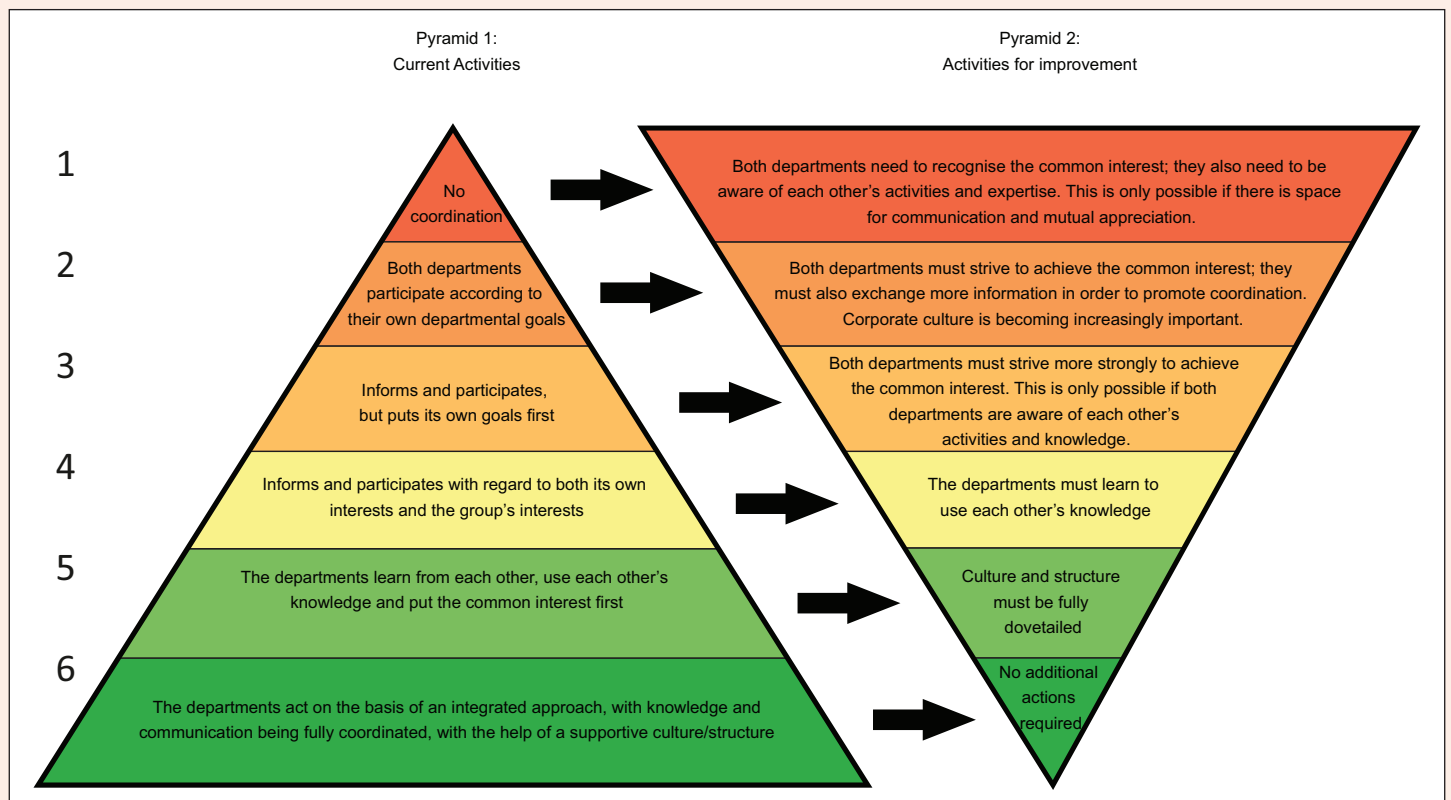 Pyramid 1:
Current Activities
Pyramid 2:
Activities for improvement
1
No
coordination
Both departments need to recognise the common interest; they also need to be
aware of each other's activities and expertise. This is only possible if there is space
for communication and mutual appreciation.
2
Both departments
participate according to
their own departmental goals
Both departments must strive to achieve the common interest; they
must also exchange more information in order to promote coordination.
Corporate culture is becoming increasingly important.
3
Informs and participates,
but puts its own goals first
Both departments must strive more strongly to achieve
the common interest. This is only possible if both
departments are aware of each other's
activities and knowledge.
4
Informs and participates with regard to both its own
interests and the group's interests
The departments must learn to
use each other's knowledge
5
The departments learn from each other, use each other's
knowledge and put the common interest first
Culture and structure
must be fully
dovetailed
6
The departments act on the basis of an integrated approach, with knowledge and
communication being fully coordinated, with the help of a supportive culture/structure
No additional
actions
required